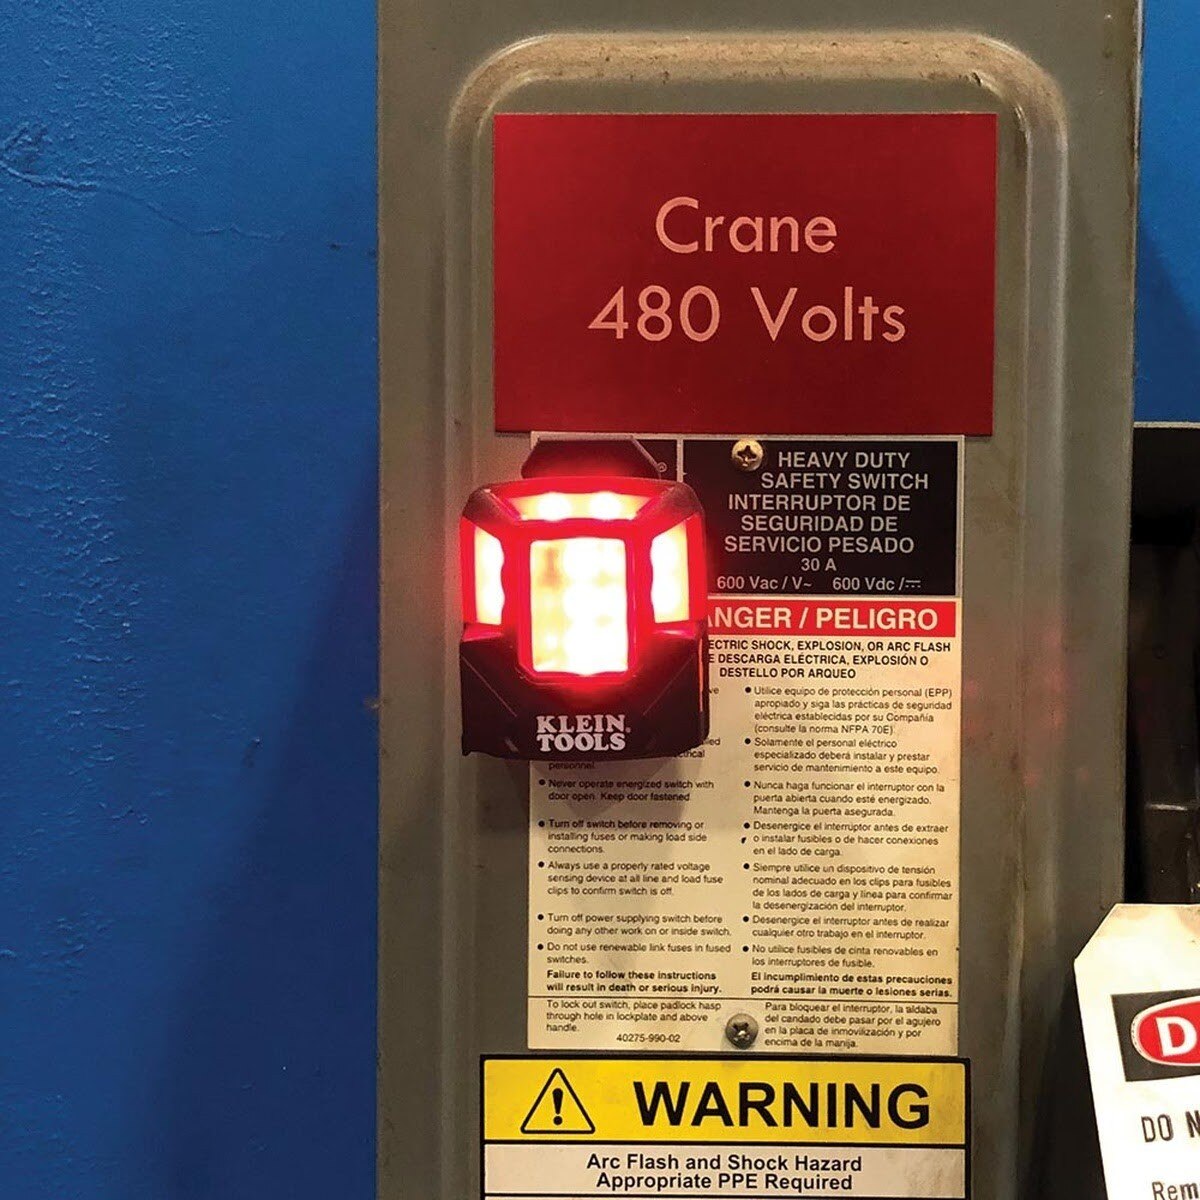 Crane
480 Volts
HEAVY DUTY
SAFETY SWITCH
INTERRUPTOR DE
SEGURIDAD DE
SERVICIO PESADO
30 A
600 Vac / V~ 600 Vdc /⎓
ANGER / PELIGRO
ECTRIC SHOCK, EXPLOSION, OR ARC FLASH
E DESCARGA ELÉCTRICA, EXPLOSIÓN O
DESTELLO POR ARQUEO
KLEIN
TOOLS®
personnel.
• Never operate energized switch with
door open. Keep door fastened
• Turn off switch before removing or
installing fuses or making load side
connections.
• Always use a properly rated voltage
sensing device at all line and load fuse
clips to confirm switch is off.
• Turn off power supplying switch before
doing any other work on or inside switch.
• Do not use renewable link fuses in fused
switches.
Failure to follow these instructions
will result in death or serious injury.
• Utilice equipo de protección personal (EPP)
apropiado y siga las prácticas de seguridad
eléctrica establecidas por su Compañía
(consulte la norma NFPA 70E)
• Solamente el personal eléctrico
especializado deberá instalar y prestar
servicio de mantenimiento a este equipo.
• Nunca haga funcionar el interruptor con la
puerta abierta cuando esté energizado.
Mantenga la puerta asegurada.
• Desenergice el interruptor antes de extraer
o instalar fusibles o de hacer conexiones
en el lado de carga.
• Siempre utilice un dispositivo de tensión
nominal adecuado en los clips para fusibles
de los lados de carga y línea para confirmar
la desenergización del interruptor.
• Desenergice el interruptor antes de realizar
cualquier otro trabajo en el interruptor.
• No utilice fusibles de cinta renovables en
los interruptores de fusible.
El incumplimiento de estas precauciones
podrá causar la muerte o lesiones serias.
To lock out switch, place padlock hasp
through hole in lockplate and above
handle.
40275-990-02
Para bloquear el interruptor, la aldaba
del candado debe pasar por el agujero
en la placa de inmovilización y por
encima de la manija.
WARNING
Arc Flash and Shock Hazard
Appropriate PPE Required
D
DO N
Rem